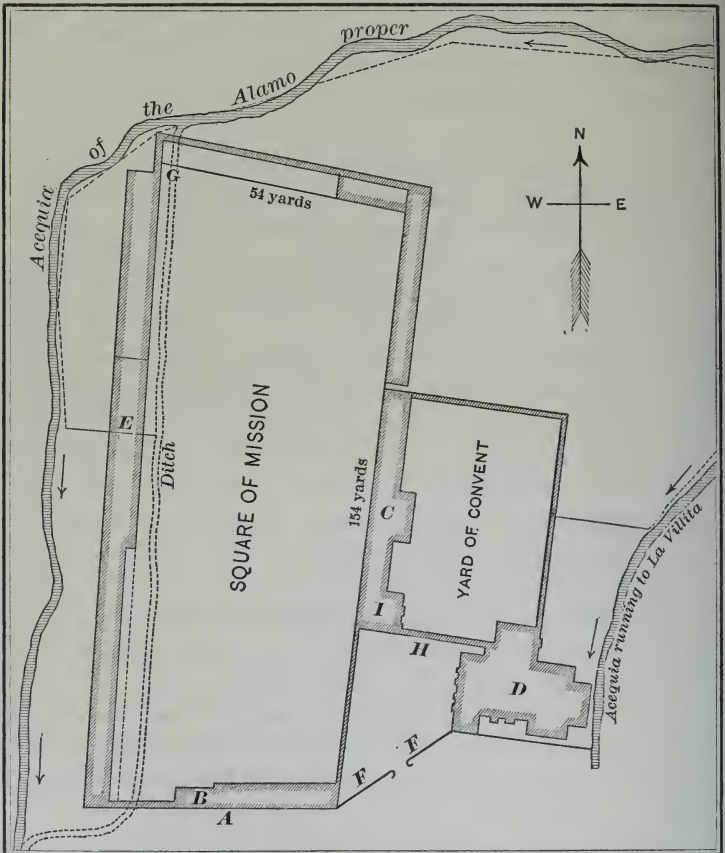 Acequia of the Alamo proper
N
W E
G
54 yards
E
Ditch
SQUARE OF MISSION
154 yards
C
YARD OF CONVENT
I
H
D
Acequia running to La Villita
F F
B
A